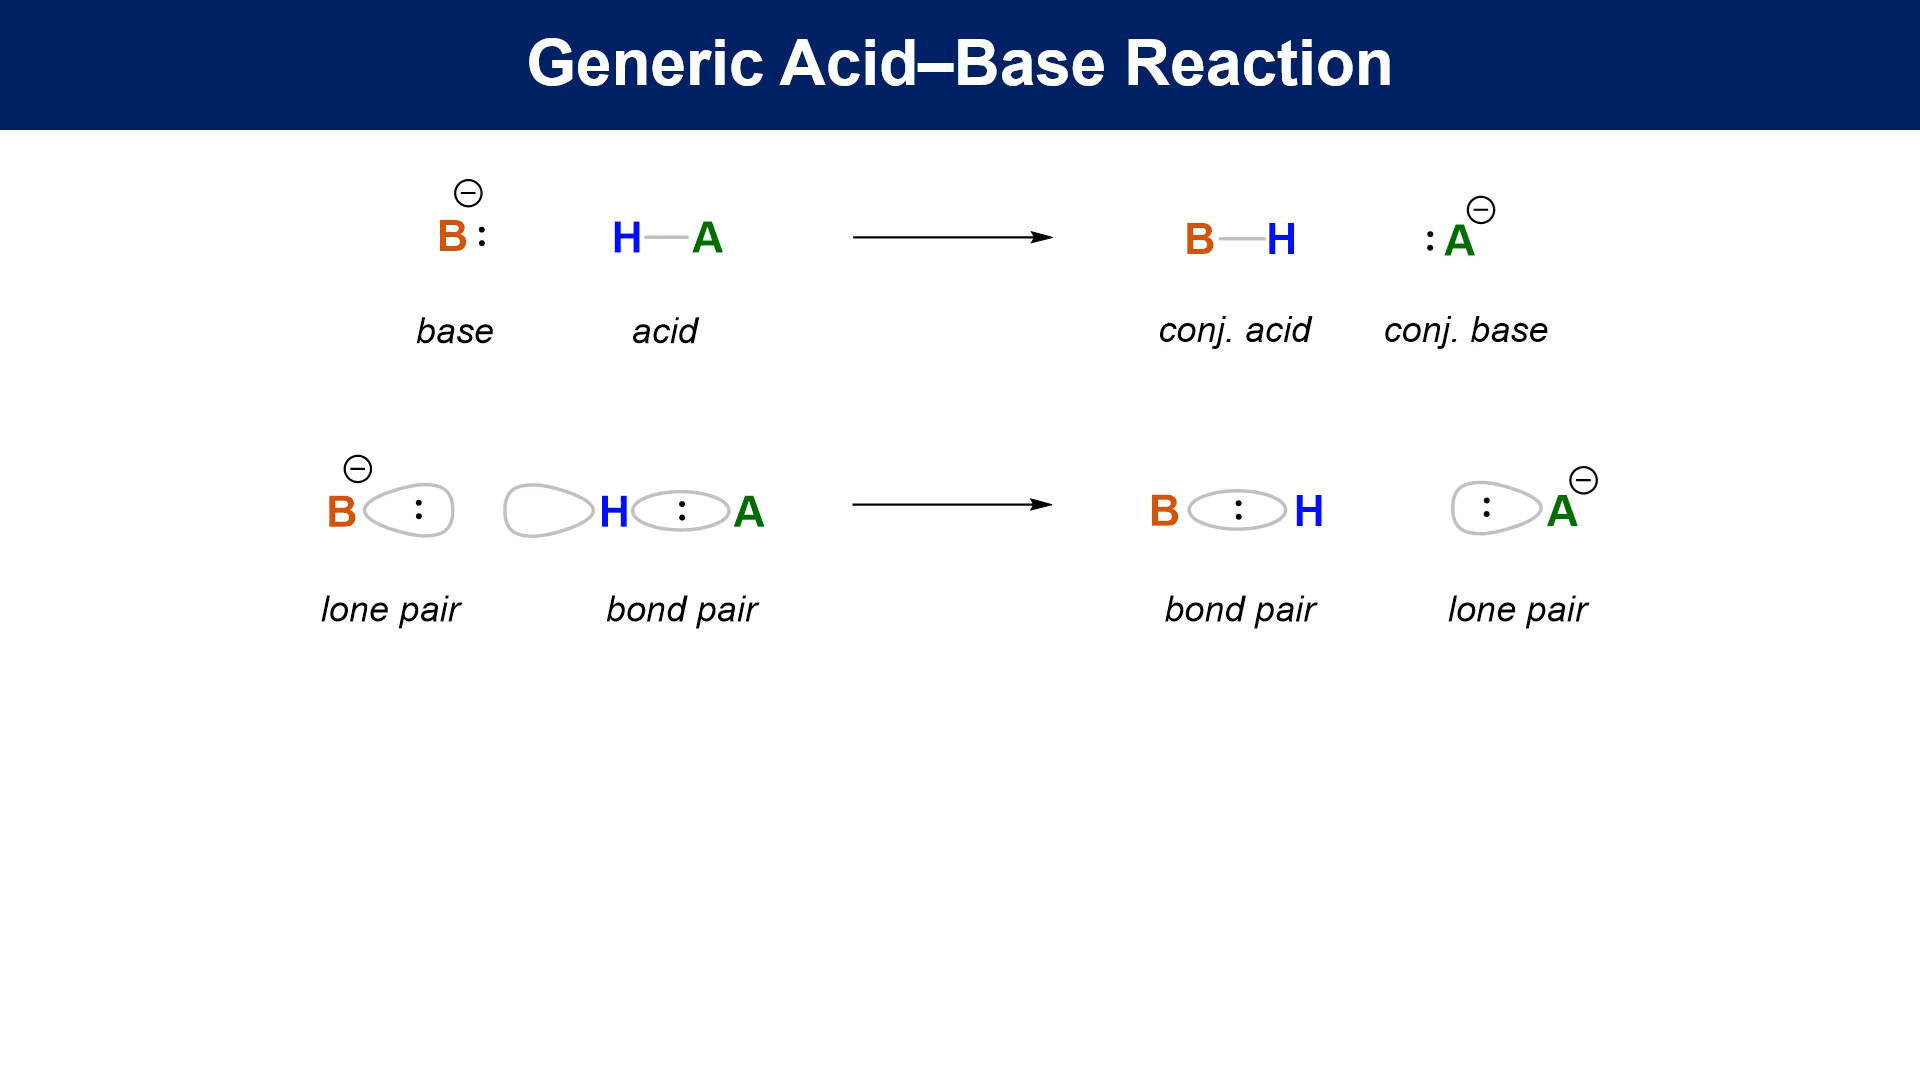 Generic Acid–Base Reaction
⊖ ⊖
B: H—A → B—H :A
base acid conj. acid conj. base
⊖ ⊖
B : H : A → B : H : A
lone pair bond pair bond pair lone pair